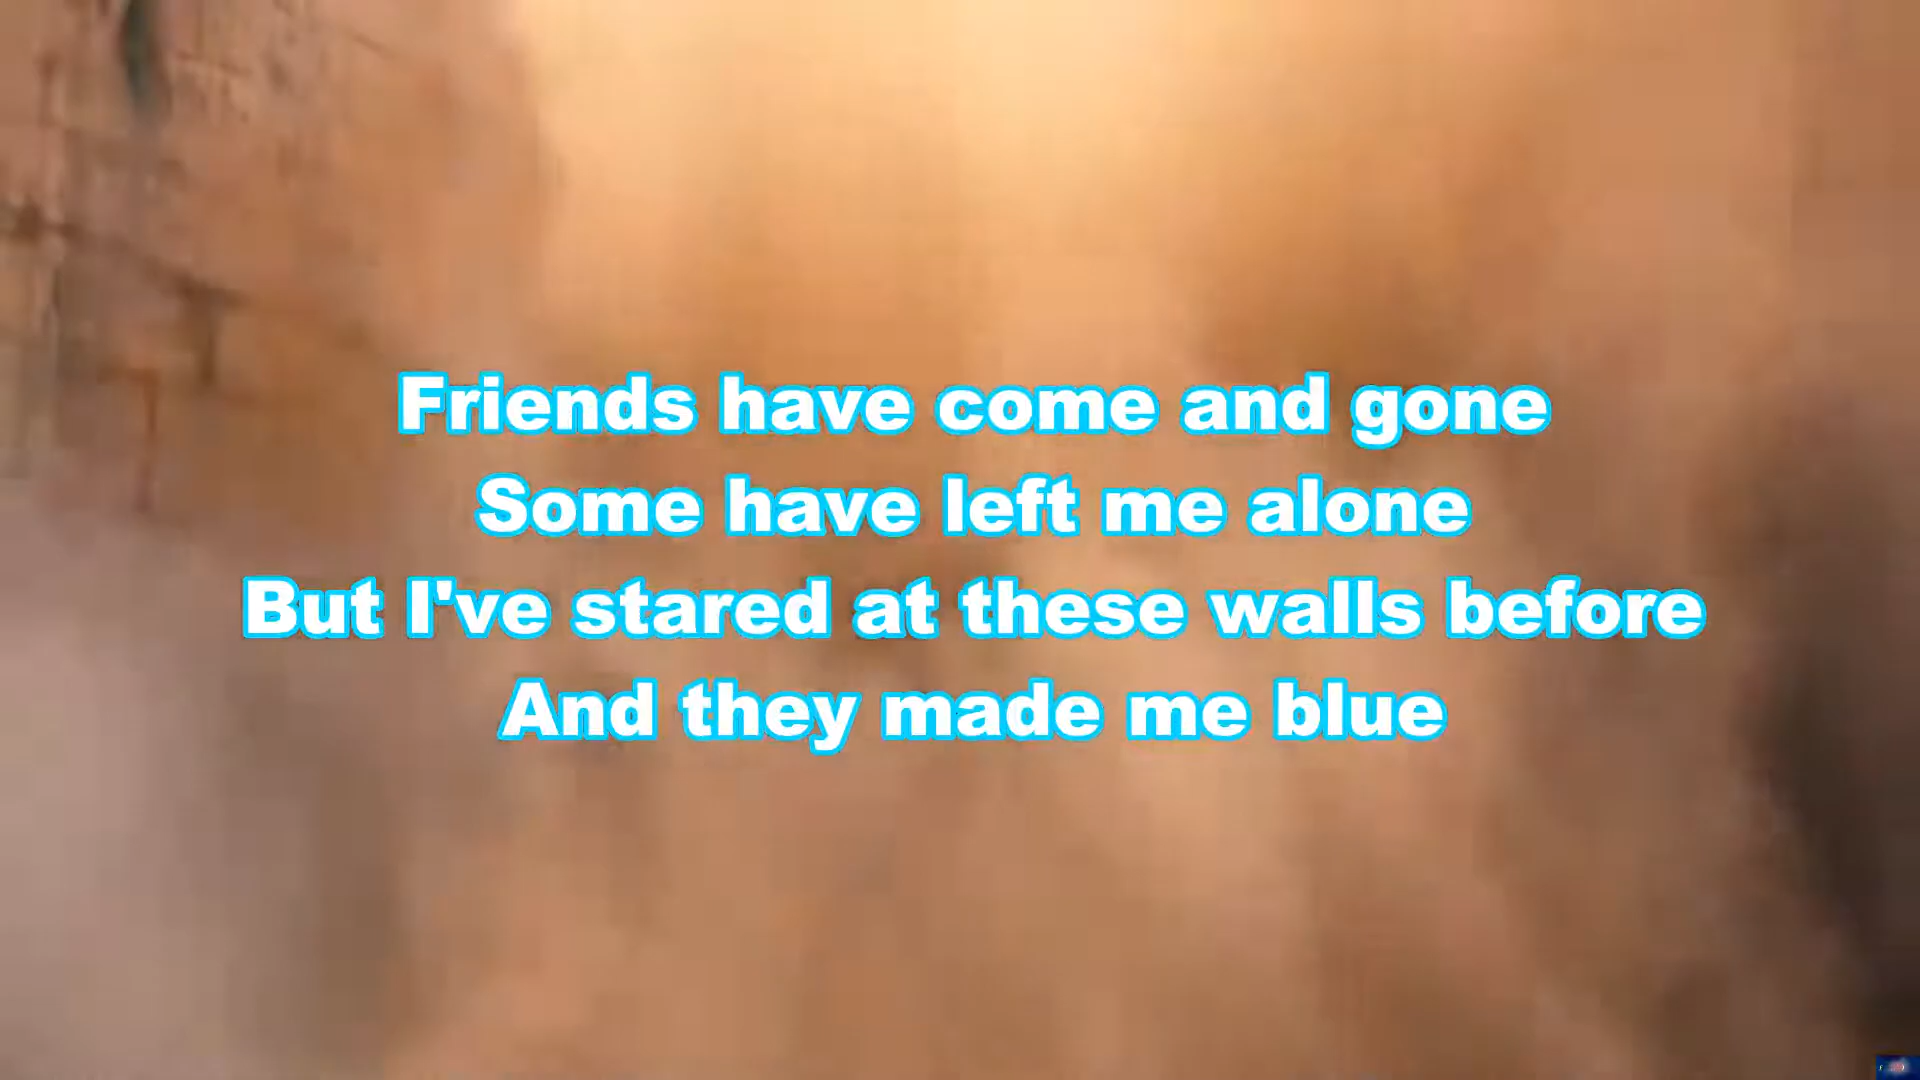 Friends have come and gone
Some have left me alone
But I've stared at these walls before
And they made me blue